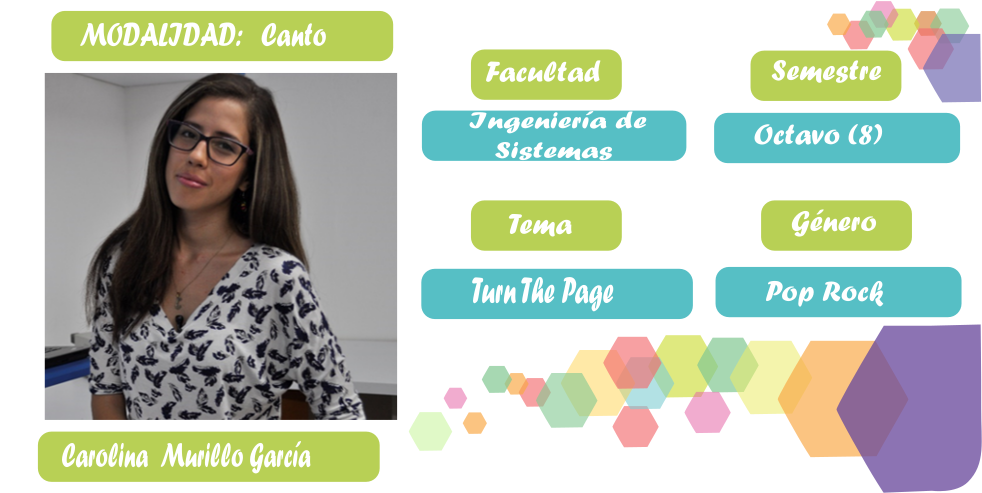 MODALIDAD: Canto
Facultad
Ingeniería de
Sistemas
Semestre
Octavo (8)
Tema
Turn The Page
Género
Pop Rock
Carolina Murillo García